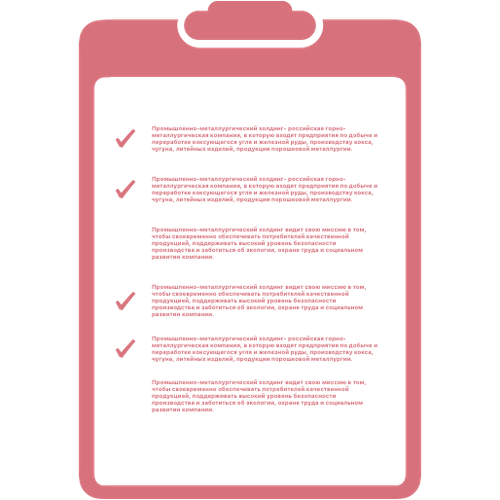 Промышленно-металлургический холдинг- российская горно-
металлургическая компания, в которую входят предприятия по добыче и
переработке коксующегося угля и железной руды, производству кокса,
чугуна, литейных изделий, продукции порошковой металлургии.
Промышленно-металлургический холдинг- российская горно-
металлургическая компания, в которую входят предприятия по добыче и
переработке коксующегося угля и железной руды, производству кокса,
чугуна, литейных изделий, продукции порошковой металлургии.
Промышленно-металлургический холдинг видит свою миссию в том,
чтобы своевременно обеспечивать потребителей качественной
продукцией, поддерживать высокий уровень безопасности
производства и заботиться об экологии, охране труда и социальном
развитии компании.
Промышленно-металлургический холдинг видит свою миссию в том,
чтобы своевременно обеспечивать потребителей качественной
продукцией, поддерживать высокий уровень безопасности
производства и заботиться об экологии, охране труда и социальном
развитии компании.
Промышленно-металлургический холдинг- российская горно-
металлургическая компания, в которую входят предприятия по добыче и
переработке коксующегося угля и железной руды, производству кокса,
чугуна, литейных изделий, продукции порошковой металлургии.
Промышленно-металлургический холдинг видит свою миссию в том,
чтобы своевременно обеспечивать потребителей качественной
продукцией, поддерживать высокий уровень безопасности
производства и заботиться об экологии, охране труда и социальном
развитии компании.